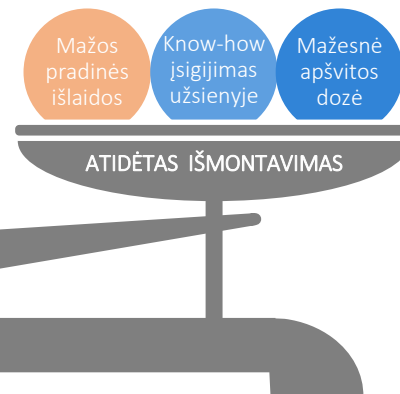 Mažos
pradinės
išlaidos
Know-how
įsigijimas
užsienyje
Mažesnė
apšvitos
dozė
ATIDĖTAS IŠMONTAVIMAS